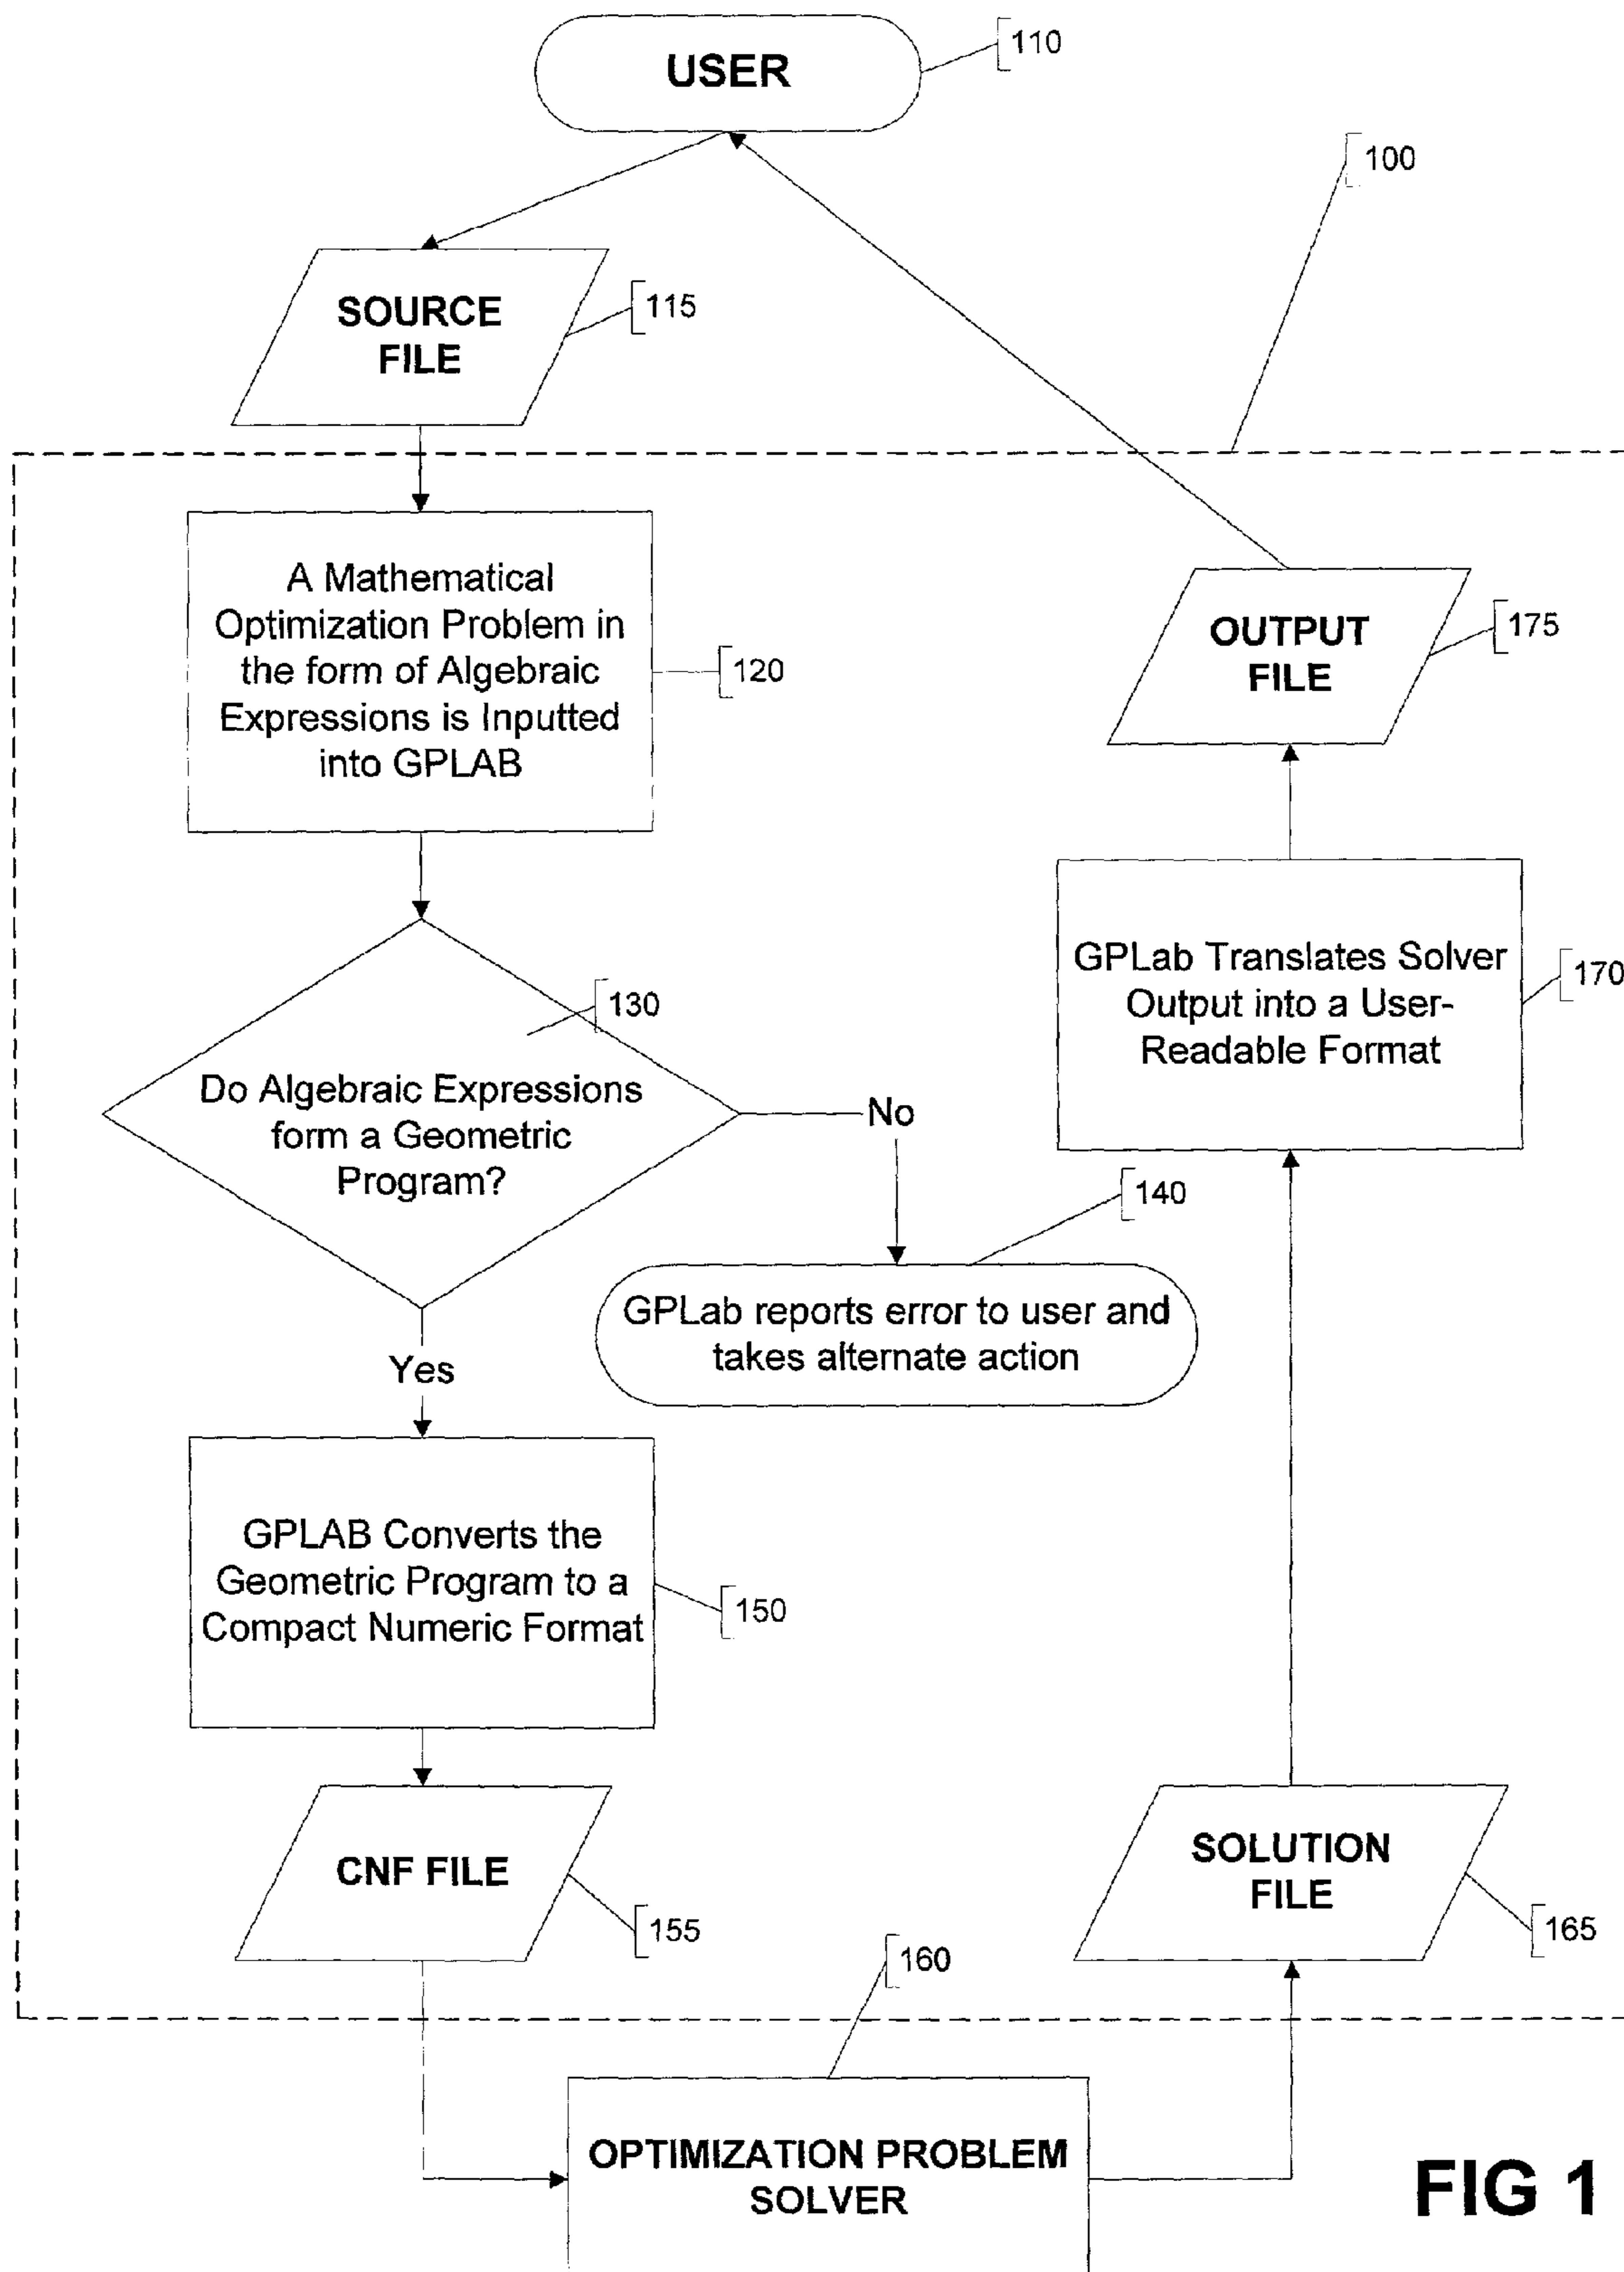 USER
110
100
SOURCE
FILE
115
A Mathematical
Optimization Problem in
the form of Algebraic
Expressions is Inputted
into GPLAB
120
OUTPUT
FILE
175
130
Do Algebraic Expressions
form a Geometric
Program?
No
GPLab Translates Solver
Output into a User-
Readable Format
170
140
GPLab reports error to user and
takes alternate action
Yes
GPLAB Converts the
Geometric Program to a
Compact Numeric Format
150
CNF FILE
155
SOLUTION
FILE
165
160
OPTIMIZATION PROBLEM
SOLVER
FIG 1